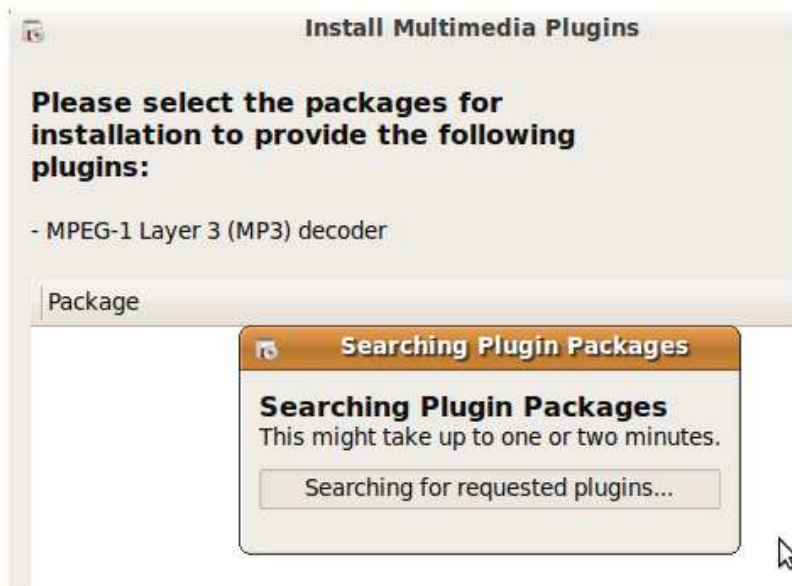 Install Multimedia Plugins
Please select the packages for
installation to provide the following
plugins:
- MPEG-1 Layer 3 (MP3) decoder
Package
Searching Plugin Packages
Searching Plugin Packages
This might take up to one or two minutes.
Searching for requested plugins...